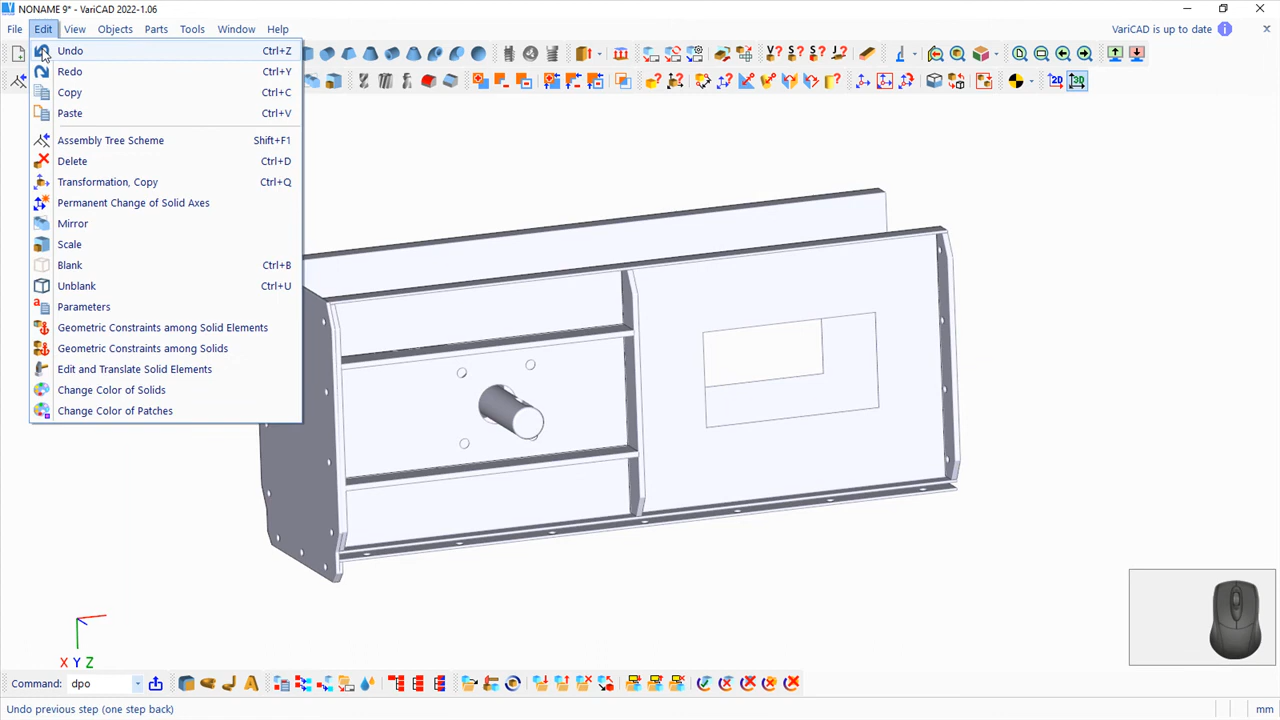 NONAME 9* - VariCAD 2022-1.06
File Edit View Objects Parts Tools Window Help
VariCAD is up to date
Undo Ctrl+Z
Redo Ctrl+Y
Copy Ctrl+C
Paste Ctrl+V
Assembly Tree Scheme Shift+F1
Delete Ctrl+D
Transformation, Copy Ctrl+Q
Permanent Change of Solid Axes
Mirror
Scale
Blank Ctrl+B
Unblank Ctrl+U
Parameters
Geometric Constraints among Solid Elements
Geometric Constraints among Solids
Edit and Translate Solid Elements
Change Color of Solids
Change Color of Patches
2D 3D
X Y Z
Command: dpo
Undo previous step (one step back)
mm